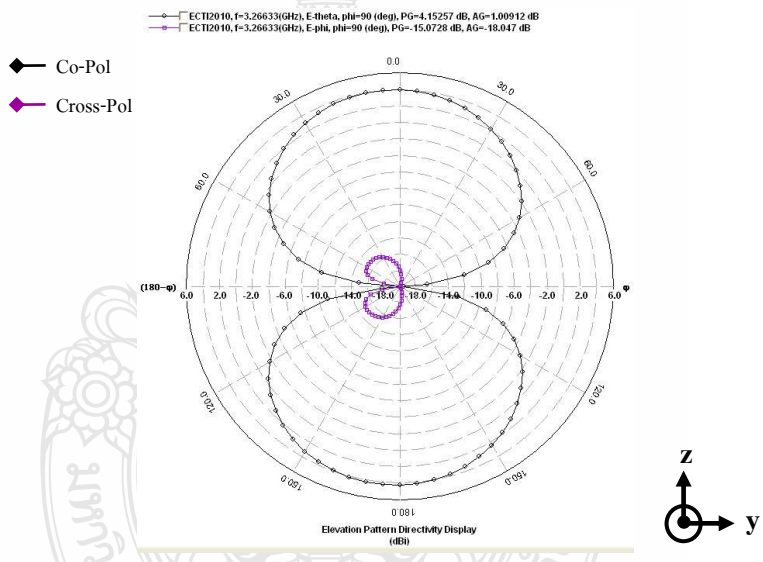 ECTI2010, f=3.26633(GHz), E-theta, phi=90 (deg), PG=4.15257 dB, AG=1.00912 dB
ECTI2010, f=3.26633(GHz), E-phi, phi=90 (deg), PG=-15.0728 dB, AG=-18.047 dB
Co-Pol
Cross-Pol
0.0
30.0 30.0
60.0 60.0
(180-φ) φ
6.0 2.0 -2.0 -6.0 -10.0 -14.0 -18.0 -18.0 -14.0 -10.0 -6.0 -2.0 2.0 6.0
120.0 120.0
150.0 150.0
180.0
Elevation Pattern Directivity Display
(dBi)
z
y